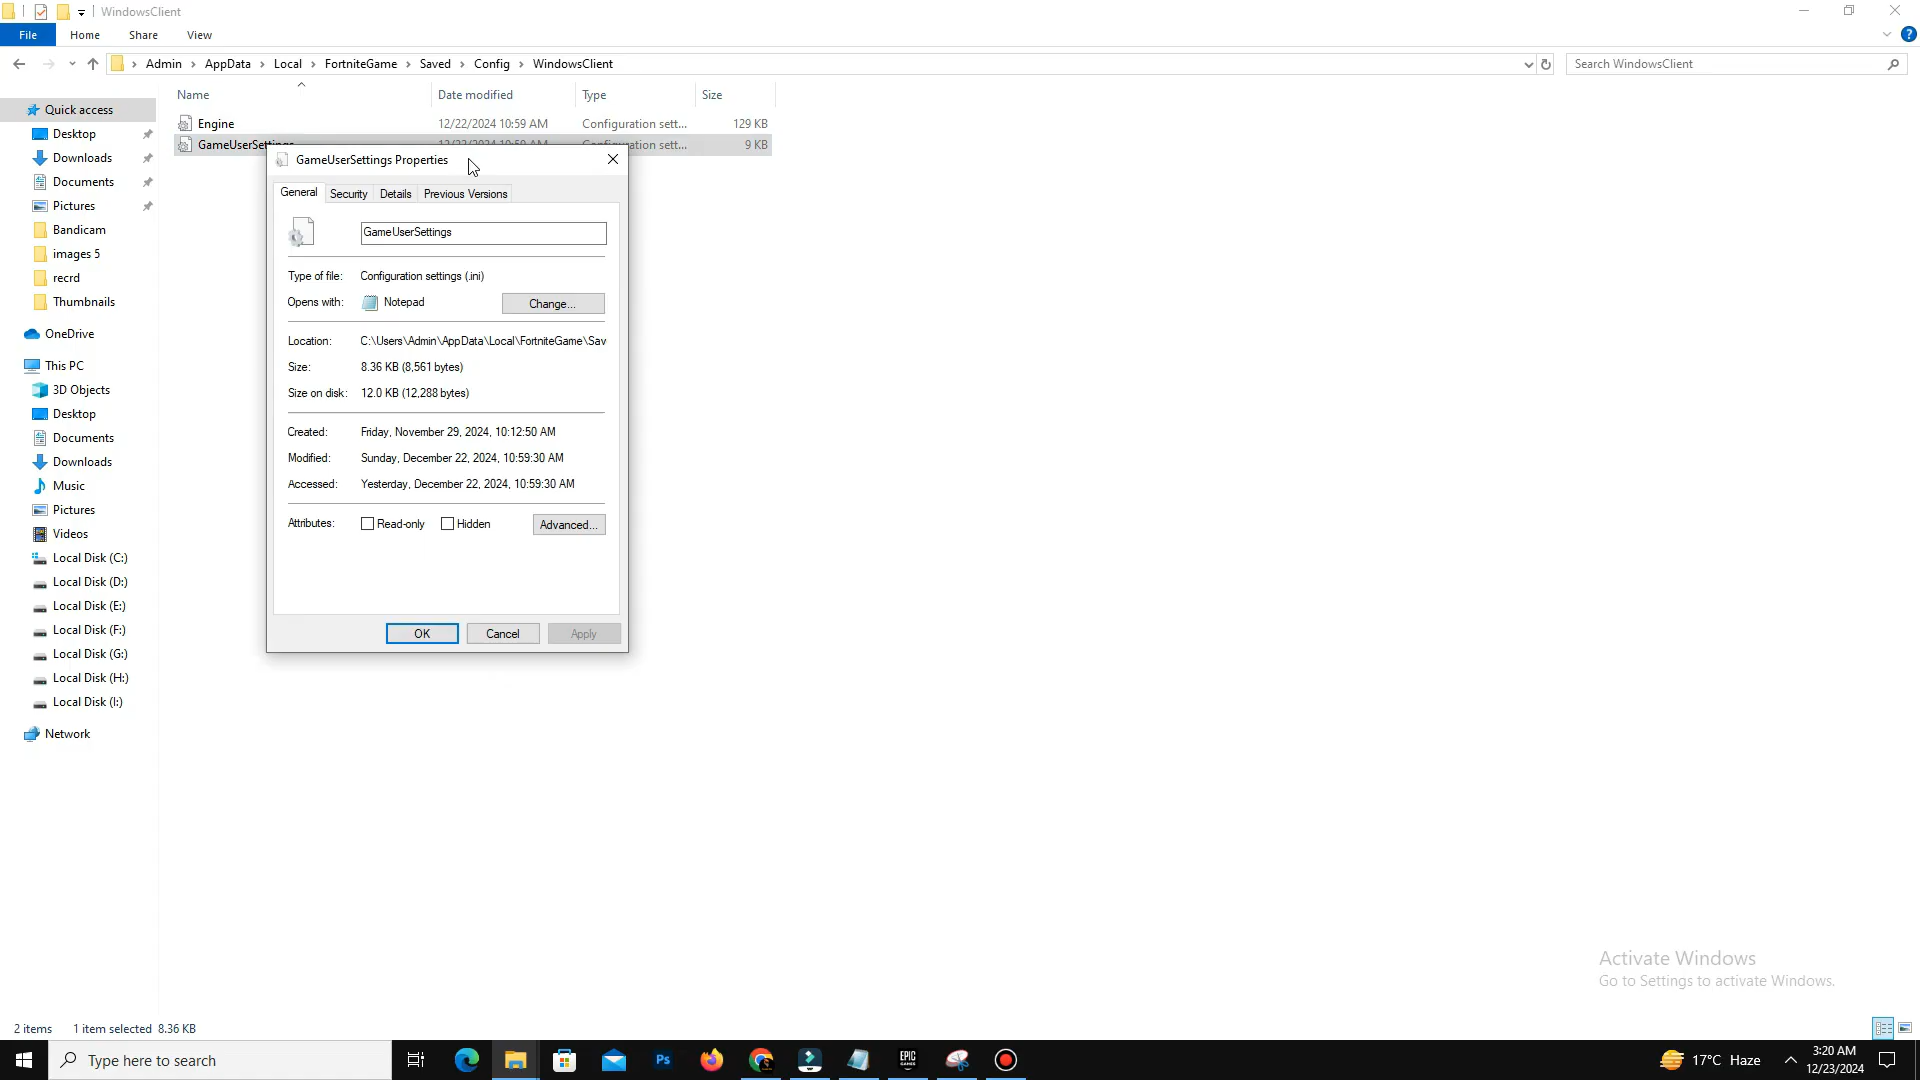 WindowsClient
File Home Share View
Admin > AppData > Local > FortniteGame > Saved > Config > WindowsClient
Search WindowsClient
Name Date modified Type Size
Quick access
Desktop
Downloads
Documents
Pictures
Bandicam
images 5
recrd
Thumbnails
OneDrive
This PC
3D Objects
Desktop
Documents
Downloads
Music
Pictures
Videos
Local Disk (C:)
Local Disk (D:)
Local Disk (E:)
Local Disk (F:)
Local Disk (G:)
Local Disk (H:)
Local Disk (I:)
Network
Engine 12/22/2024 10:59 AM Configuration sett... 129 KB
GameUserSettings sett... 9 KB
GameUserSettings Properties
General Security Details Previous Versions
GameUserSettings
Type of file: Configuration settings (.ini)
Opens with: Notepad Change...
Location: C:\Users\Admin\AppData\Local\FortniteGame\Sav
Size: 8.36 KB (8,561 bytes)
Size on disk: 12.0 KB (12,288 bytes)
Created: Friday, November 29, 2024, 10:12:50 AM
Modified: Sunday, December 22, 2024, 10:59:30 AM
Accessed: Yesterday, December 22, 2024, 10:59:30 AM
Attributes: Read-only Hidden Advanced...
OK Cancel Apply
Activate Windows
Go to Settings to activate Windows.
2 items 1 item selected 8.36 KB
Type here to search
Ps
EPIC
GAMES
17°C Haze
3:20 AM
12/23/2024